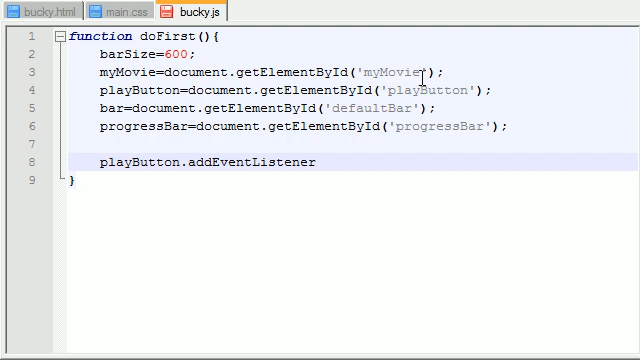 bucky.html main.css bucky.js
1 function doFirst(){
2 barSize=600;
3 myMovie=document.getElementById('myMovie');
4 playButton=document.getElementById('playButton');
5 bar=document.getElementById('defaultBar');
6 progressBar=document.getElementById('progressBar');
7
8 playButton.addEventListener
9 }